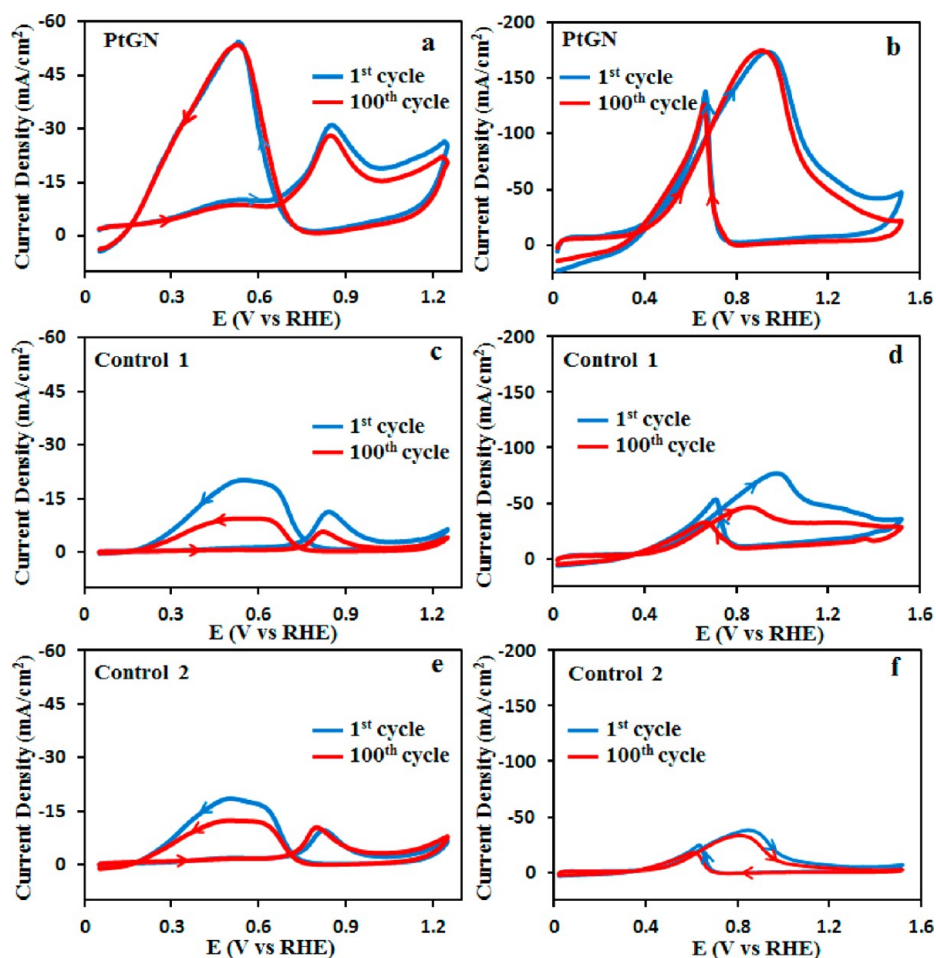 PtGN
a
Current Density (mA/cm²)
-60
-45
-30
-15
0
1st cycle
100th cycle
0
0.3
0.6
0.9
1.2
E (V vs RHE)
PtGN
b
Current Density (mA/cm²)
-200
-150
-100
-50
0
1st cycle
100th cycle
0
0.4
0.8
1.2
1.6
E (V vs RHE)
Control 1
c
Current Density (mA/cm²)
-60
-45
-30
-15
0
1st cycle
100th cycle
0
0.3
0.6
0.9
1.2
E (V vs RHE)
Control 1
d
Current Density (mA/cm²)
-200
-150
-100
-50
0
1st cycle
100th cycle
0
0.4
0.8
1.2
1.6
E (V vs RHE)
Control 2
e
Current Density (mA/cm²)
-60
-45
-30
-15
0
1st cycle
100th cycle
0
0.3
0.6
0.9
1.2
E (V vs RHE)
Control 2
f
Current Density (mA/cm²)
-200
-150
-100
-50
0
1st cycle
100th cycle
0
0.4
0.8
1.2
1.6
E (V vs RHE)